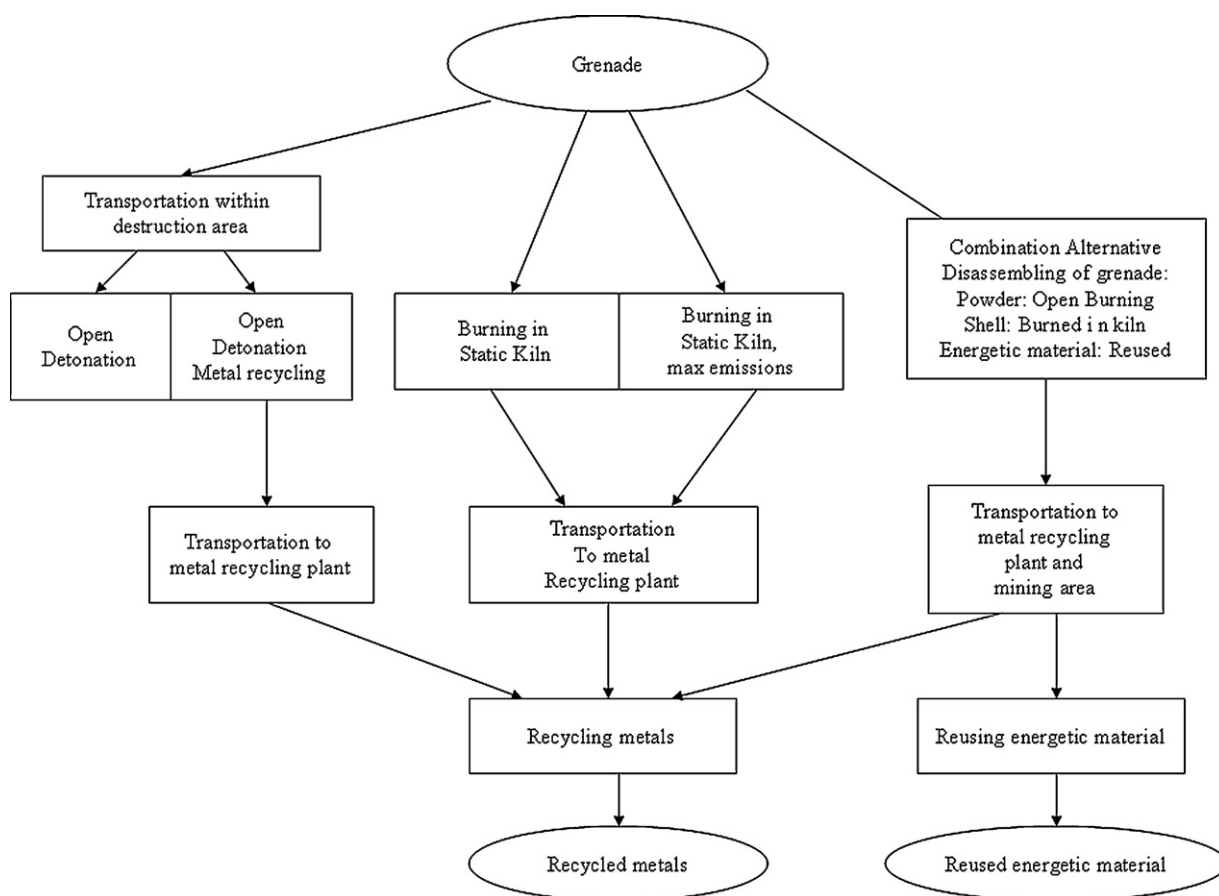 Grenade
Transportation within
destruction area
Open
Detonation
Open
Detonation
Metal recycling
Burning in
Static Kiln
Burning in
Static Kiln,
max emissions
Combination Alternative
Disassembling of grenade:
Powder: Open Burning
Shell: Burned i n kiln
Energetic material: Reused
Transportation to
metal recycling plant
Transportation
To metal
Recycling plant
Transportation to
metal recycling
plant and
mining area
Recycling metals
Reusing energetic material
Recycled metals
Reused energetic material